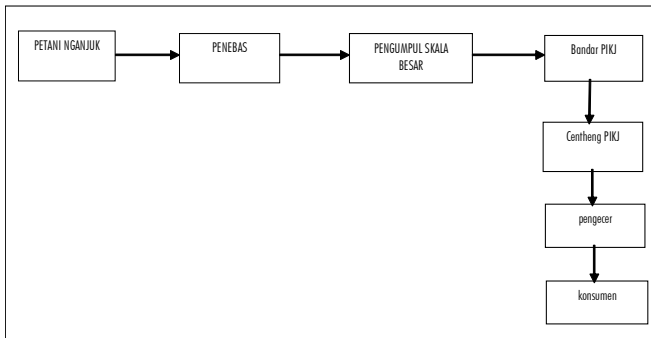 PETANI NGANJUK
PENEBAS
PENGUMPUL SKALA
BESAR
Bandar PIKJ
Centheng PIKJ
pengecer
konsumen